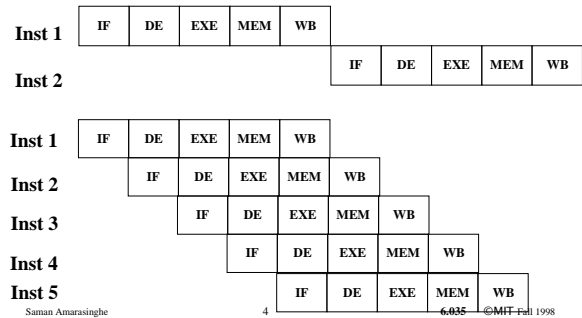 Inst 1 IF DE EXE MEM WB
Inst 2 IF DE EXE MEM WB
Inst 1 IF DE EXE MEM WB
Inst 2 IF DE EXE MEM WB
Inst 3 IF DE EXE MEM WB
Inst 4 IF DE EXE MEM WB
Inst 5 IF DE EXE MEM WB
Saman Amarasinghe 4 6.035 ©MIT Fall 1998